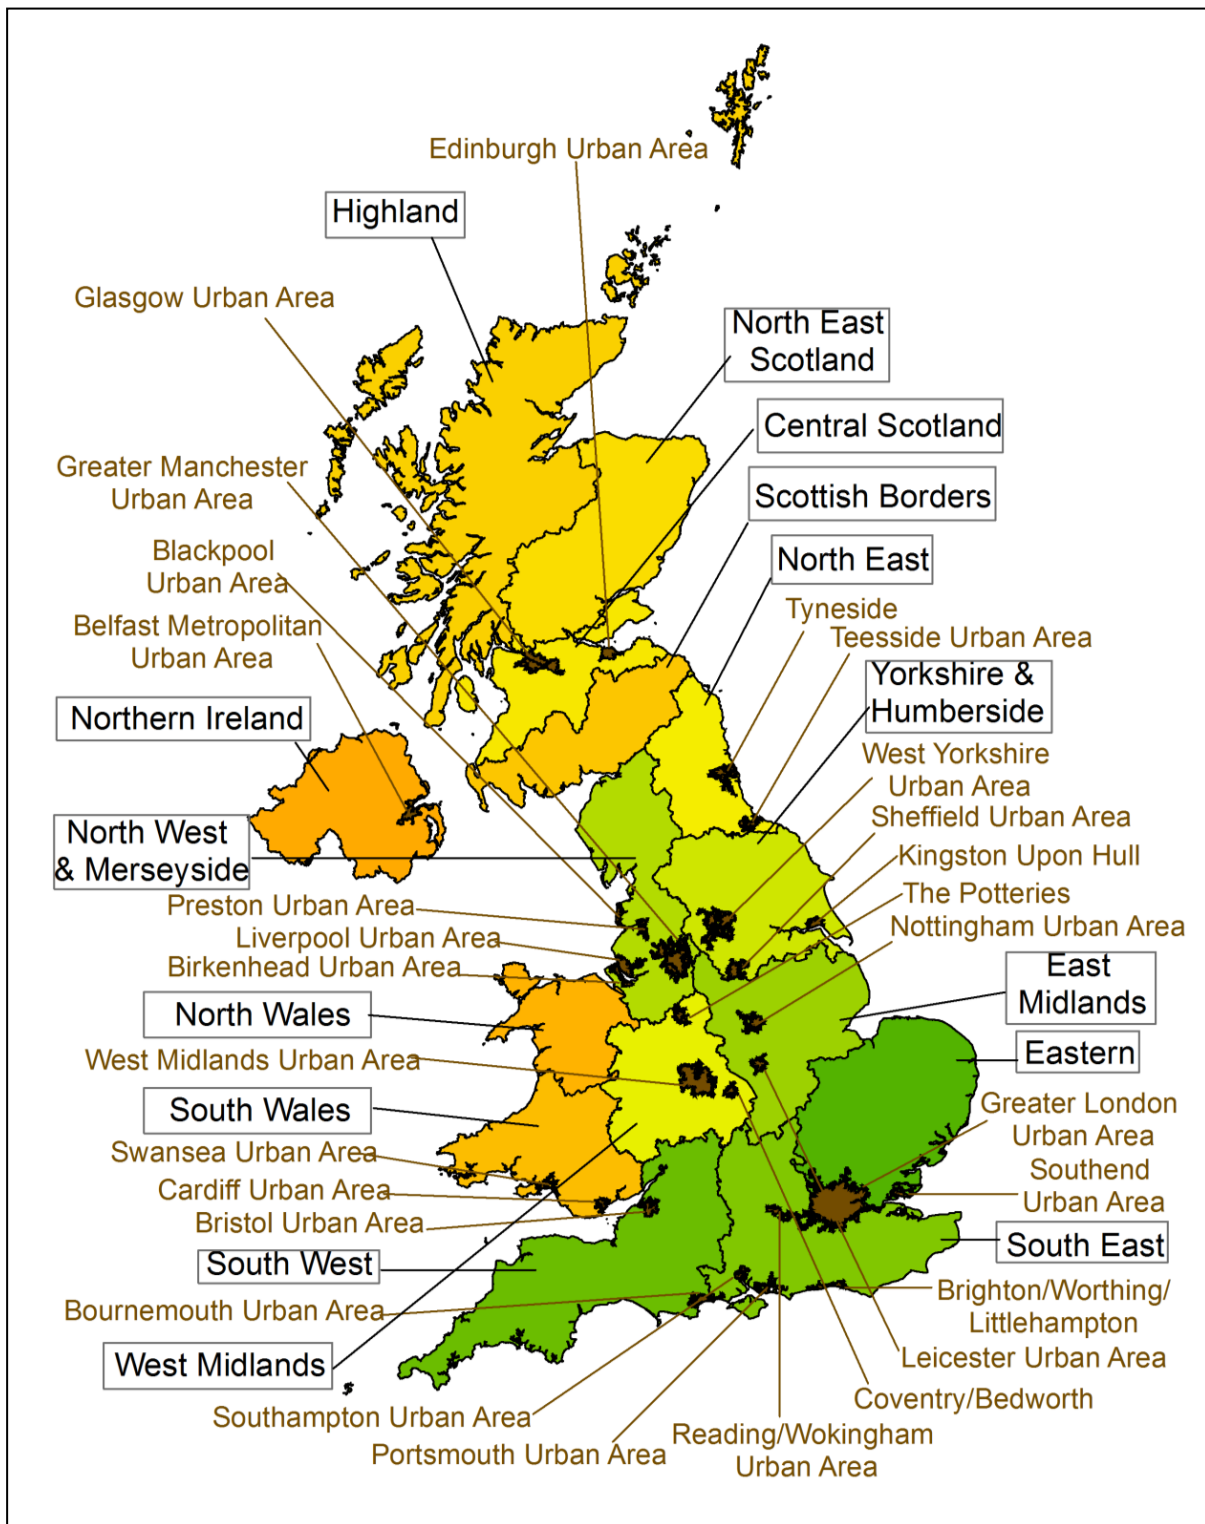 Edinburgh Urban Area
Highland
Glasgow Urban Area
North East
Scotland
Central Scotland
Greater Manchester
Urban Area
Scottish Borders
Blackpool
Urban Area
North East
Tyneside
Belfast Metropolitan
Urban Area
Teesside Urban Area
Yorkshire &
Humberside
Northern Ireland
West Yorkshire
Urban Area
North West
& Merseyside
Sheffield Urban Area
Kingston Upon Hull
The Potteries
Preston Urban Area
Nottingham Urban Area
Liverpool Urban Area
Birkenhead Urban Area
East
Midlands
North Wales
West Midlands Urban Area
Eastern
South Wales
Greater London
Urban Area
Swansea Urban Area
Southend
Urban Area
Cardiff Urban Area
Bristol Urban Area
South East
South West
Bournemouth Urban Area
Brighton/Worthing/
Littlehampton
West Midlands
Leicester Urban Area
Coventry/Bedworth
Southampton Urban Area
Portsmouth Urban Area
Reading/Wokingham
Urban Area